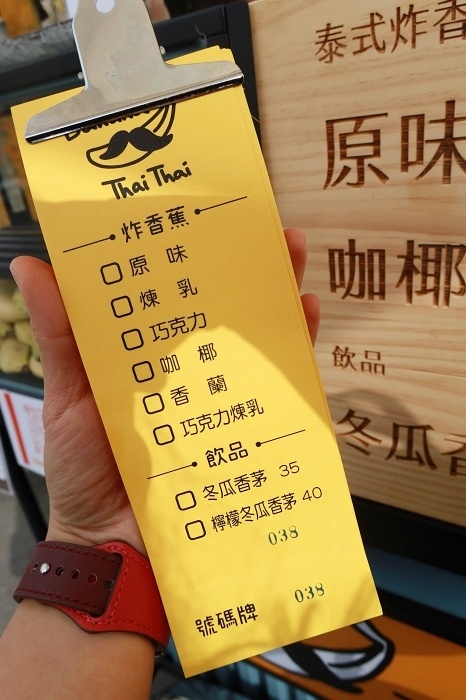 Thai Thai
炸香蕉
原 味
煉 乳
巧克力
咖 椰
香 蘭
巧克力煉乳
飲品
冬瓜香茅 35
檸檬冬瓜香茅 40
038
號碼牌 038
泰式炸香
原味
咖椰
飲品
冬瓜香